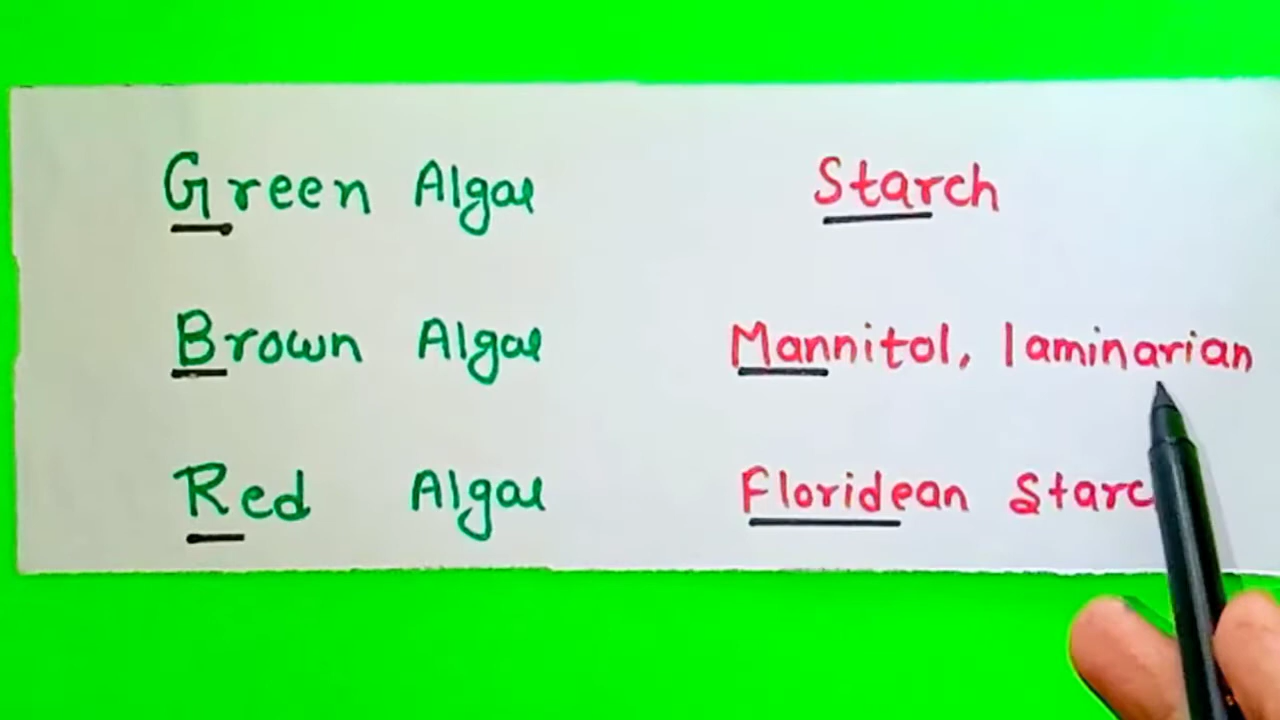 Green Algae Starch
Brown Algae Mannitol, laminarian
Red Algae Floridean Starc